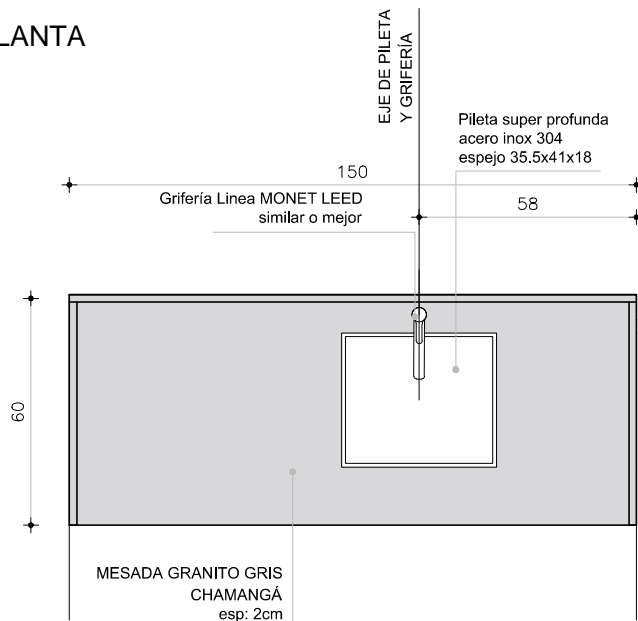 LANTA
EJE DE PILETA
Y GRIFERÍA
Pileta super profunda
acero inox 304
espejo 35.5x41x18
150
Grifería Linea MONET LEED
similar o mejor
58
60
MESADA GRANITO GRIS
CHAMANGÁ
esp: 2cm